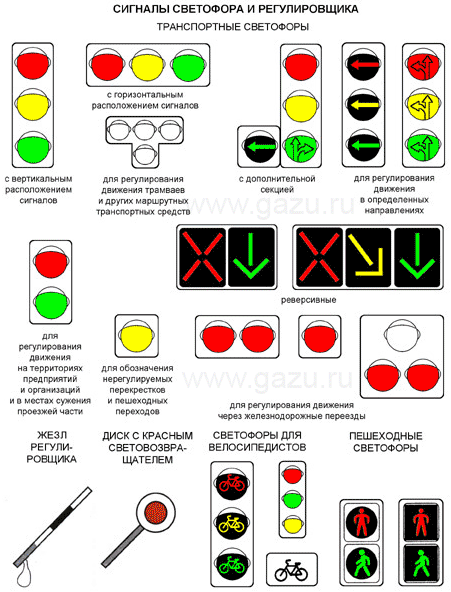 СИГНАЛЫ СВЕТОФОРА И РЕГУЛИРОВЩИКА
ТРАНСПОРТНЫЕ СВЕТОФОРЫ
с горизонтальным
расположением сигналов
с вертикальным
расположением
сигналов
для регулирования
движения трамваев
и других маршрутных
транспортных средств
с дополнительной
секцией
для регулирования
движения
в определенных
направлениях
www.gazu.ru
реверсивные
для
регулирования
движения
на территориях
предприятий
и организаций
и в местах сужения
проезжей части
для обозначения
нерегулируемых
перекрестков
и пешеходных
переходов
www.gazu.ru
для регулирования движения
через железнодорожные переезды
ЖЕЗЛ
РЕГУЛИ-
РОВЩИКА
ДИСК С КРАСНЫМ
СВЕТОВОЗВРА-
ЩАТЕЛЕМ
СВЕТОФОРЫ ДЛЯ
ВЕЛОСИПЕДИСТОВ
ПЕШЕХОДНЫЕ
СВЕТОФОРЫ